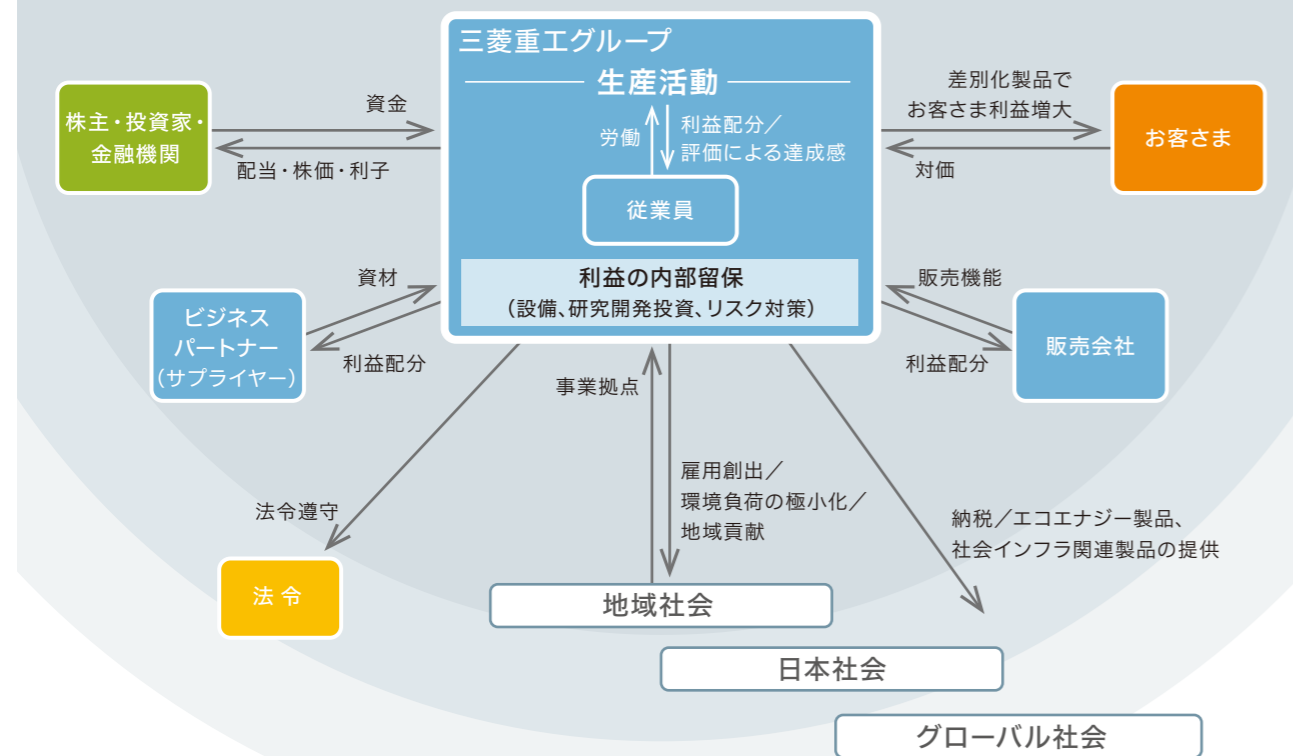 三菱重工グループ
生産活動
労働
利益配分／
評価による達成感
従業員
利益の内部留保
（設備、研究開発投資、リスク対策）
株主・投資家・
金融機関
資金
配当・株価・利子
差別化製品で
お客さま利益増大
対価
お客さま
ビジネス
パートナー
（サプライヤー）
資材
利益配分
販売機能
利益配分
販売会社
事業拠点
雇用創出／
環境負荷の極小化／
地域貢献
法令遵守
法令
納税／エコエナジー製品、
社会インフラ関連製品の提供
地域社会
日本社会
グローバル社会